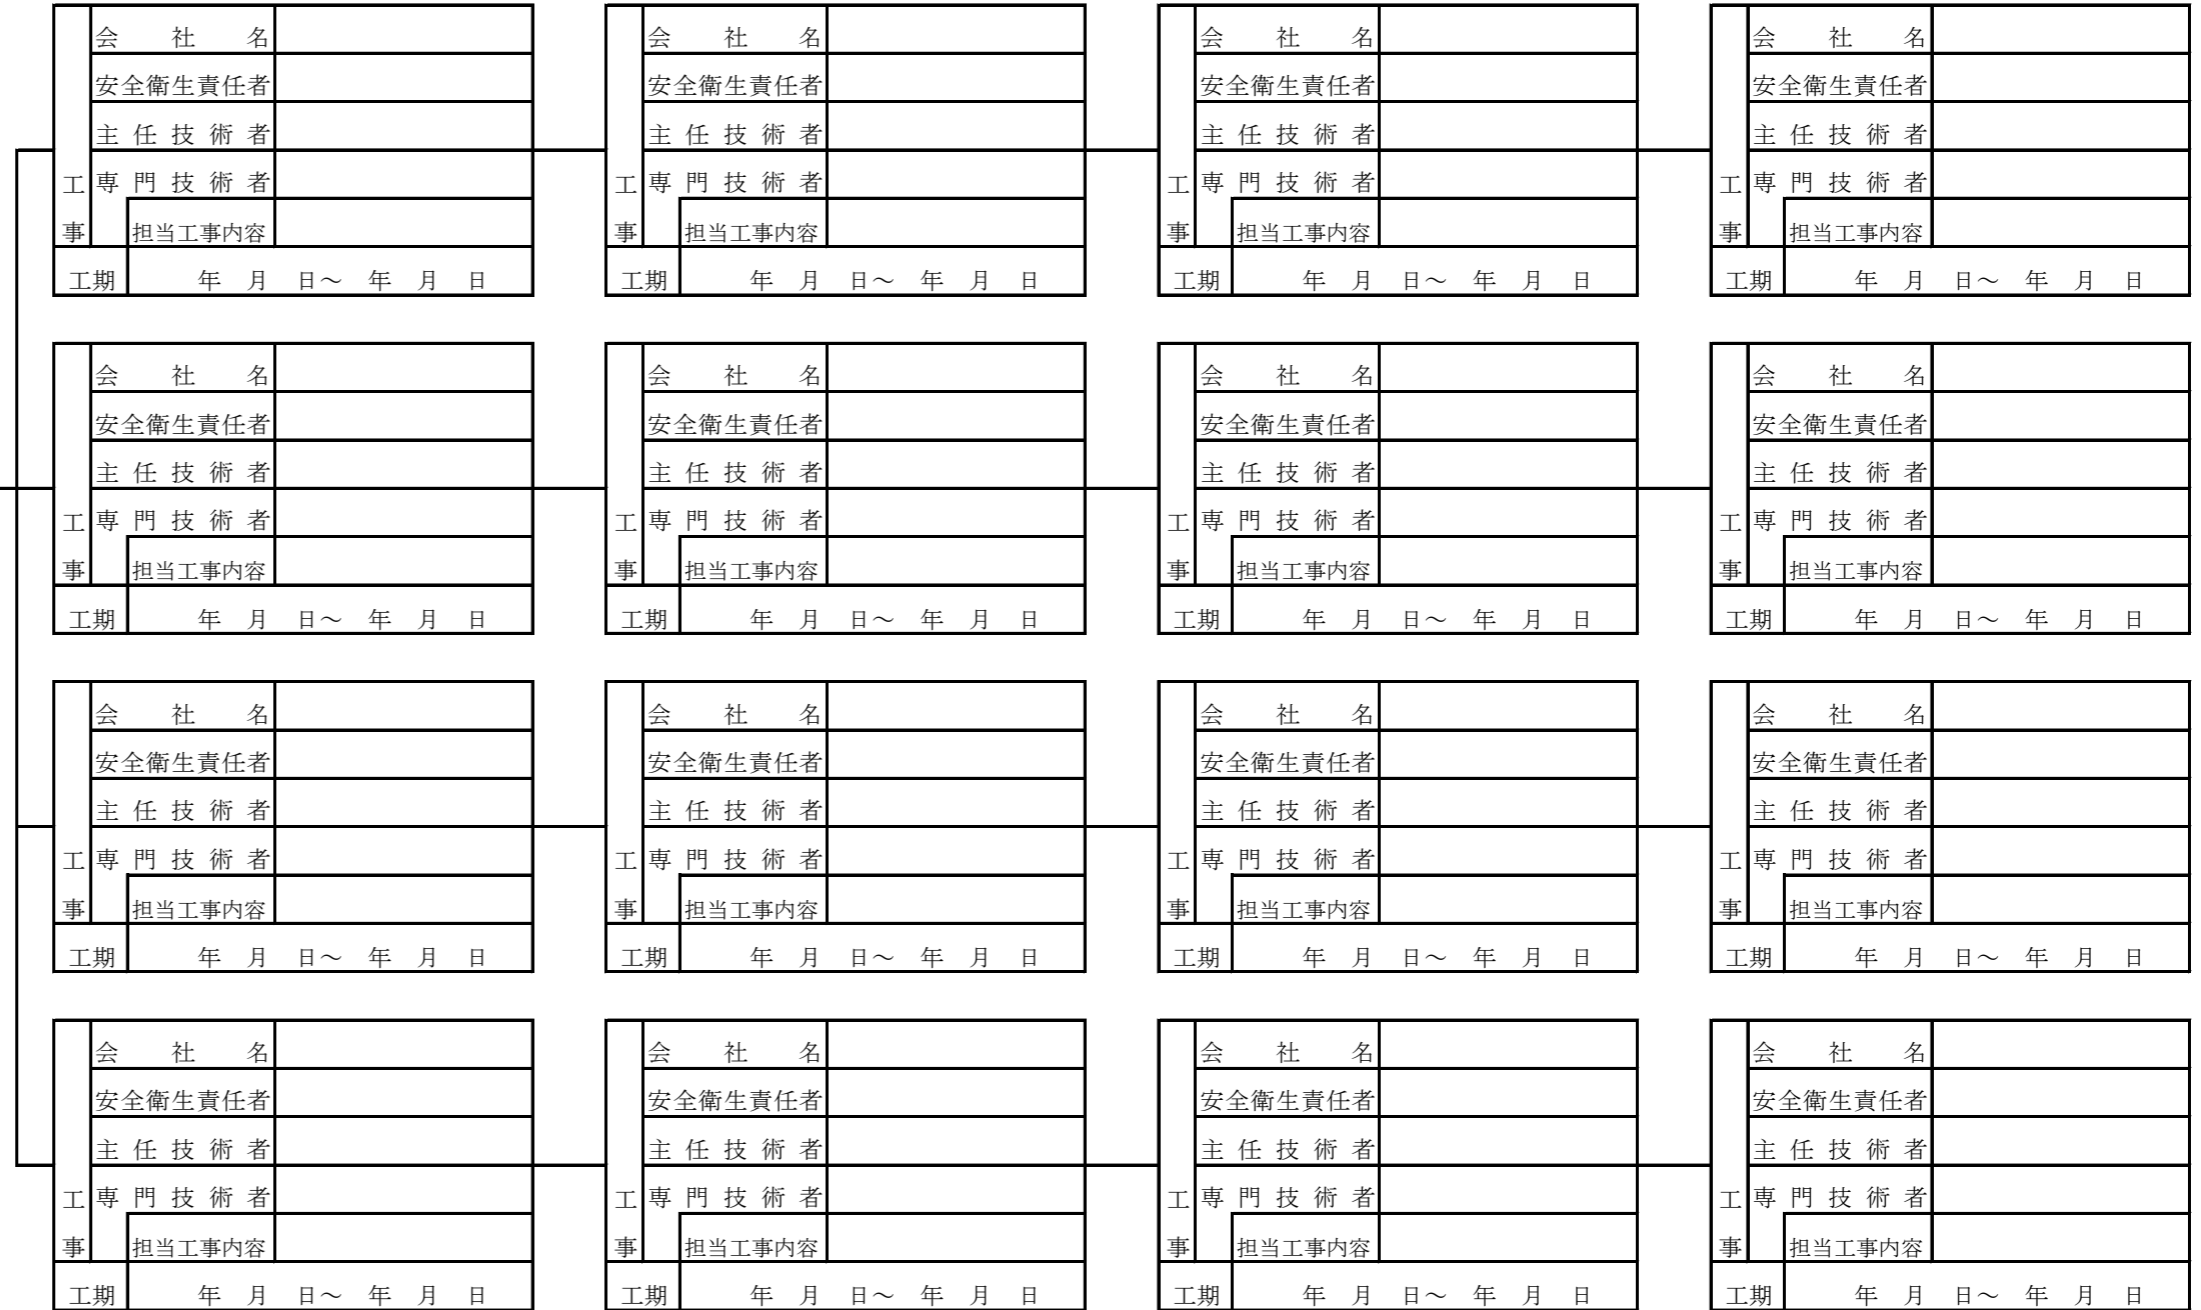 会 社 名 会 社 名 会 社 名 会 社 名
安全衛生責任者 安全衛生責任者 安全衛生責任者 安全衛生責任者
主 任 技 術 者 主 任 技 術 者 主 任 技 術 者 主 任 技 術 者
工 専 門 技 術 者 工 専 門 技 術 者 工 専 門 技 術 者 工 専 門 技 術 者
事 担当工事内容 事 担当工事内容 事 担当工事内容 事 担当工事内容
工期 年 月 日～ 年 月 日 工期 年 月 日～ 年 月 日 工期 年 月 日～ 年 月 日 工期 年 月 日～ 年 月 日
会 社 名 会 社 名 会 社 名 会 社 名
安全衛生責任者 安全衛生責任者 安全衛生責任者 安全衛生責任者
主 任 技 術 者 主 任 技 術 者 主 任 技 術 者 主 任 技 術 者
工 専 門 技 術 者 工 専 門 技 術 者 工 専 門 技 術 者 工 専 門 技 術 者
事 担当工事内容 事 担当工事内容 事 担当工事内容 事 担当工事内容
工期 年 月 日～ 年 月 日 工期 年 月 日～ 年 月 日 工期 年 月 日～ 年 月 日 工期 年 月 日～ 年 月 日
会 社 名 会 社 名 会 社 名 会 社 名
安全衛生責任者 安全衛生責任者 安全衛生責任者 安全衛生責任者
主 任 技 術 者 主 任 技 術 者 主 任 技 術 者 主 任 技 術 者
工 専 門 技 術 者 工 専 門 技 術 者 工 専 門 技 術 者 工 専 門 技 術 者
事 担当工事内容 事 担当工事内容 事 担当工事内容 事 担当工事内容
工期 年 月 日～ 年 月 日 工期 年 月 日～ 年 月 日 工期 年 月 日～ 年 月 日 工期 年 月 日～ 年 月 日
会 社 名 会 社 名 会 社 名 会 社 名
安全衛生責任者 安全衛生責任者 安全衛生責任者 安全衛生責任者
主 任 技 術 者 主 任 技 術 者 主 任 技 術 者 主 任 技 術 者
工 専 門 技 術 者 工 専 門 技 術 者 工 専 門 技 術 者 工 専 門 技 術 者
事 担当工事内容 事 担当工事内容 事 担当工事内容 事 担当工事内容
工期 年 月 日～ 年 月 日 工期 年 月 日～ 年 月 日 工期 年 月 日～ 年 月 日 工期 年 月 日～ 年 月 日